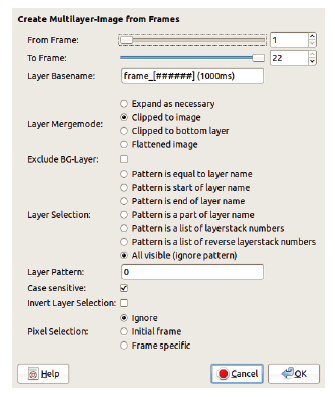 Create Multilayer-Image from Frames
From Frame: 1
To Frame: 22
Layer Basename: frame_[######] (1000ms)
Expand as necessary
Layer Mergemode: Clipped to image
Clipped to bottom layer
Flattened image
Exclude BG-Layer:
Pattern is equal to layer name
Pattern is start of layer name
Pattern is end of layer name
Layer Selection: Pattern is a part of layer name
Pattern is a list of layerstack numbers
Pattern is a list of reverse layerstack numbers
All visible (ignore pattern)
Layer Pattern: 0
Case sensitive:
Invert Layer Selection:
Ignore
Pixel Selection: Initial frame
Frame specific
Help Cancel OK